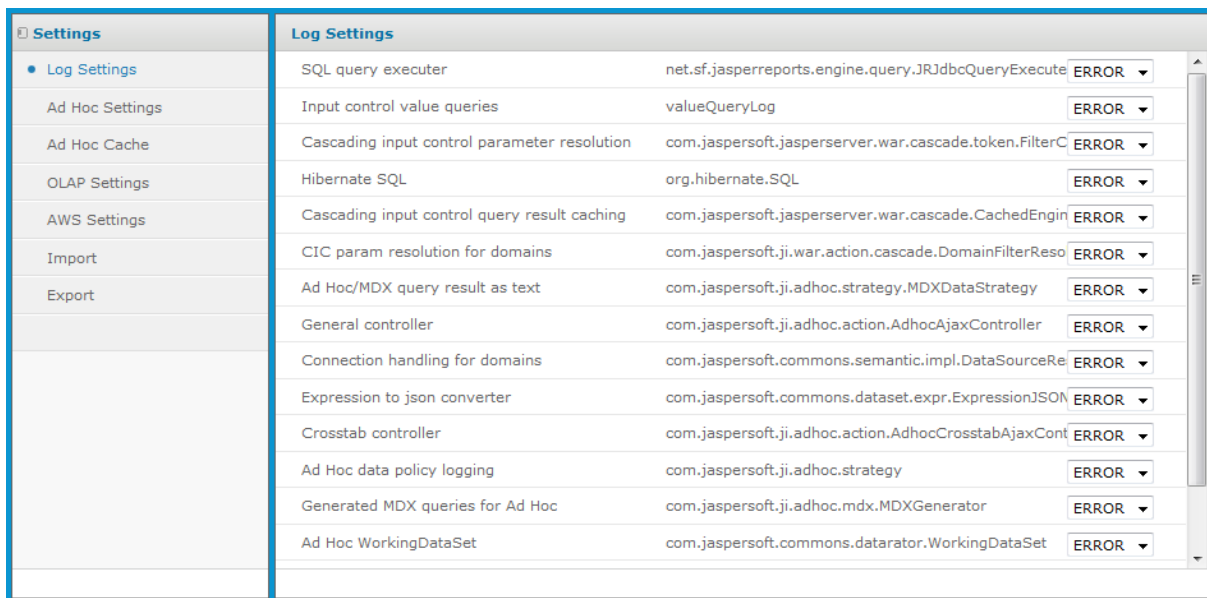 Settings
Log Settings
Ad Hoc Settings
Ad Hoc Cache
OLAP Settings
AWS Settings
Import
Export
Log Settings
SQL query executer net.sf.jasperreports.engine.query.JRJdbcQueryExecute ERROR
Input control value queries valueQueryLog ERROR
Cascading input control parameter resolution com.jaspersoft.jasperserver.war.cascade.token.FilterC ERROR
Hibernate SQL org.hibernate.SQL ERROR
Cascading input control query result caching com.jaspersoft.jasperserver.war.cascade.CachedEngin ERROR
CIC param resolution for domains com.jaspersoft.ji.war.action.cascade.DomainFilterReso ERROR
Ad Hoc/MDX query result as text com.jaspersoft.ji.adhoc.strategy.MDXDataStrategy ERROR
General controller com.jaspersoft.ji.adhoc.action.AdhocAjaxController ERROR
Connection handling for domains com.jaspersoft.commons.semantic.impl.DataSourceRe ERROR
Expression to json converter com.jaspersoft.commons.dataset.expr.ExpressionJSON ERROR
Crosstab controller com.jaspersoft.ji.adhoc.action.AdhocCrosstabAjaxCont ERROR
Ad Hoc data policy logging com.jaspersoft.ji.adhoc.strategy ERROR
Generated MDX queries for Ad Hoc com.jaspersoft.ji.adhoc.mdx.MDXGenerator ERROR
Ad Hoc WorkingDataSet com.jaspersoft.commons.datarator.WorkingDataSet ERROR